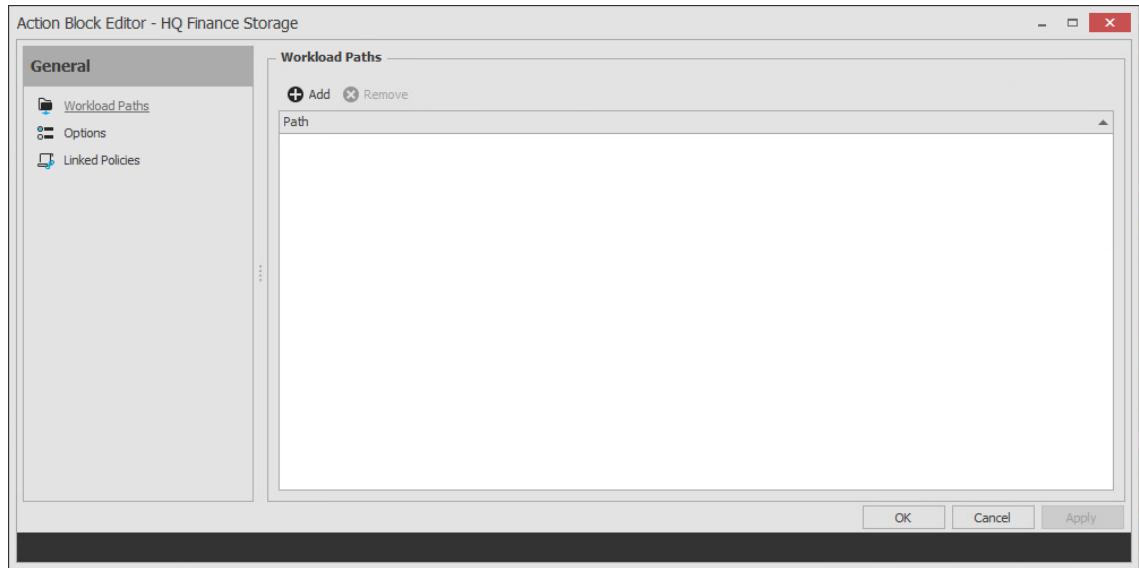 Action Block Editor - HQ Finance Storage
General
Workload Paths
Options
Linked Policies
Workload Paths
Add Remove
Path
OK Cancel Apply